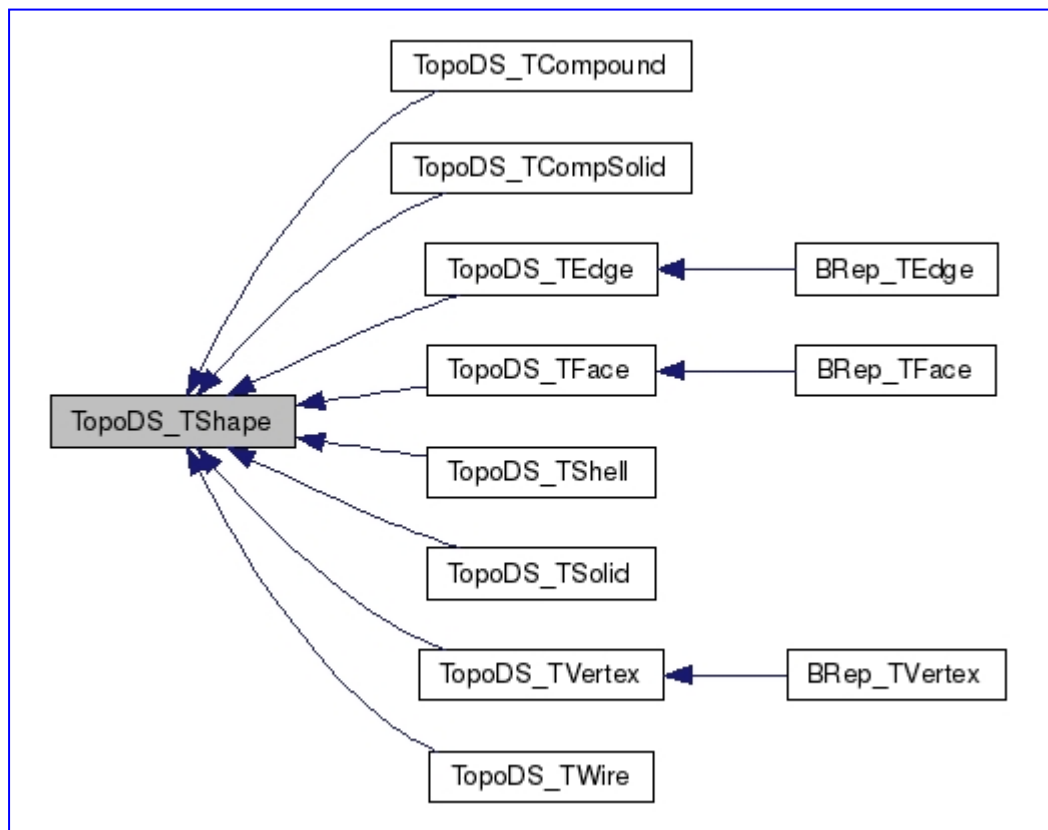 TopoDS_TCompound
TopoDS_TCompSolid
TopoDS_TEdge
BRep_TEdge
TopoDS_TFace
BRep_TFace
TopoDS_TShape
TopoDS_TShell
TopoDS_TSolid
TopoDS_TVertex
BRep_TVertex
TopoDS_TWire